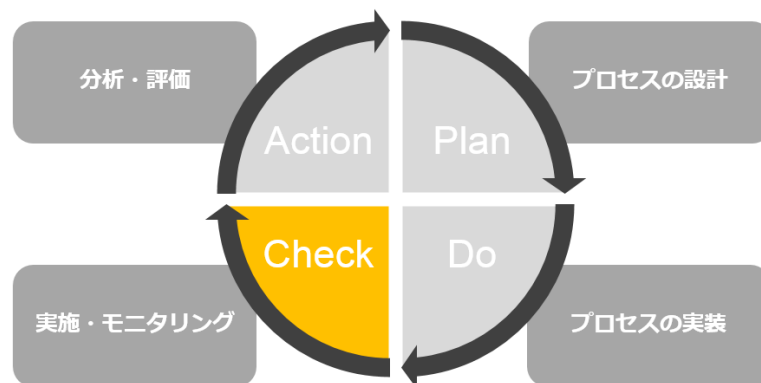 分析・評価
プロセスの設計
Action
Plan
Check
Do
実施・モニタリング
プロセスの実装